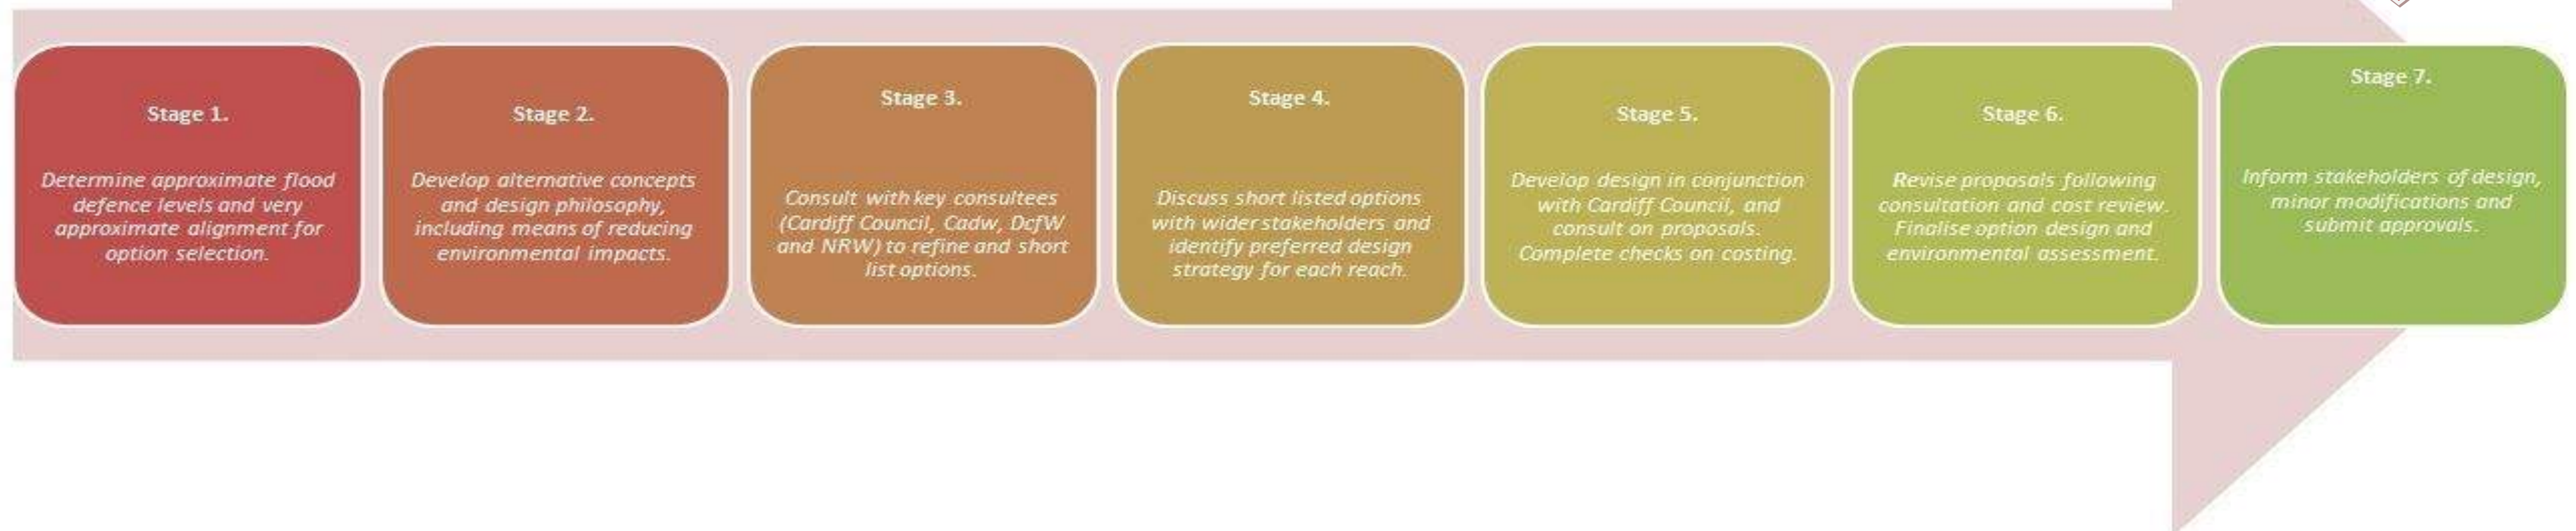 Stage 1.
Determine approximate flood
defence levels and very
approximate alignment for
option selection.
Stage 2.
Develop alternative concepts
and design philosophy,
including means of reducing
environmental impacts.
Stage 3.
Consult with key consultees
(Cardiff Council, Cadw, DcfW
and NRW) to refine and short
list options.
Stage 4.
Discuss short listed options
with wider stakeholders and
identify preferred design
strategy for each reach.
Stage 5.
Develop design in conjunction
with Cardiff Council, and
consult on proposals.
Complete checks on costing.
Stage 6.
Revise proposals following
consultation and cost review.
Finalise option design and
environmental assessment.
Stage 7.
Inform stakeholders of design,
minor modifications and
submit approvals.